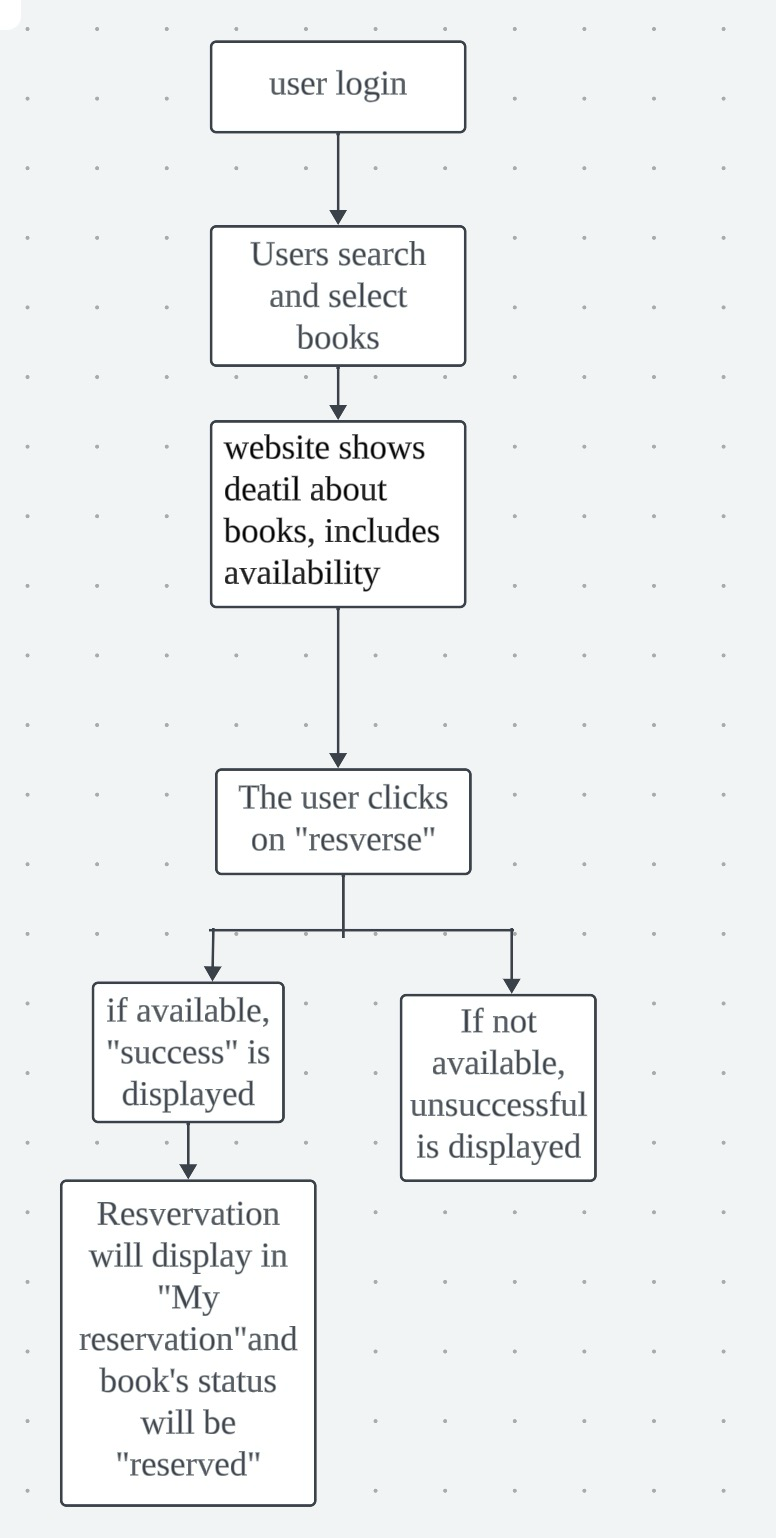 user login
Users search
and select
books
website shows
deatil about
books, includes
availability
The user clicks
on "resverse"
if available,
"success" is
displayed
If not
available,
unsuccessful
is displayed
Resvervation
will display in
"My
reservation"and
book's status
will be
"reserved"